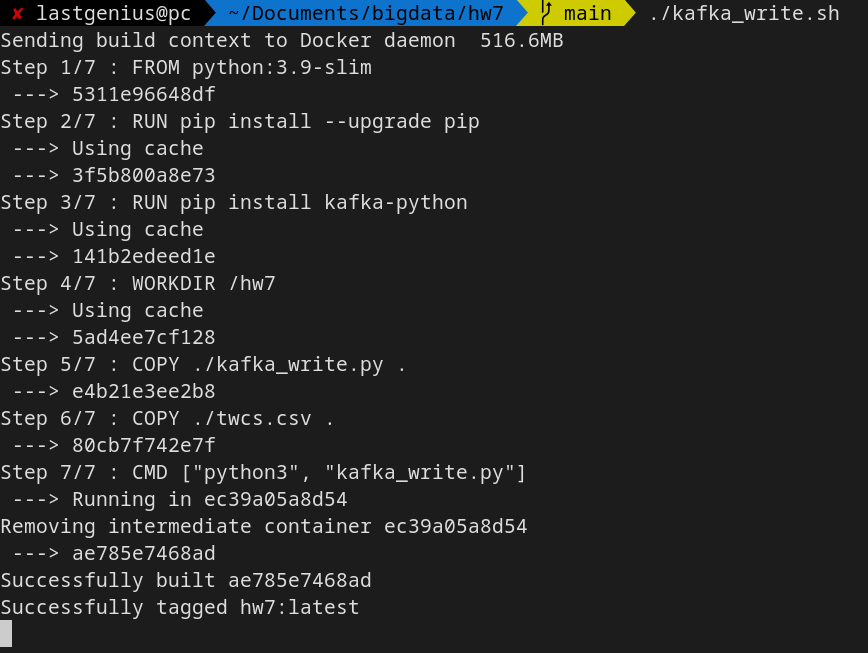 ✘ lastgenius@pc ~/Documents/bigdata/hw7 main ./kafka_write.sh
Sending build context to Docker daemon  516.6MB
Step 1/7 : FROM python:3.9-slim
 ---> 5311e96648df
Step 2/7 : RUN pip install --upgrade pip
 ---> Using cache
 ---> 3f5b800a8e73
Step 3/7 : RUN pip install kafka-python
 ---> Using cache
 ---> 141b2edeed1e
Step 4/7 : WORKDIR /hw7
 ---> Using cache
 ---> 5ad4ee7cf128
Step 5/7 : COPY ./kafka_write.py .
 ---> e4b21e3ee2b8
Step 6/7 : COPY ./twcs.csv .
 ---> 80cb7f742e7f
Step 7/7 : CMD ["python3", "kafka_write.py"]
 ---> Running in ec39a05a8d54
Removing intermediate container ec39a05a8d54
 ---> ae785e7468ad
Successfully built ae785e7468ad
Successfully tagged hw7:latest